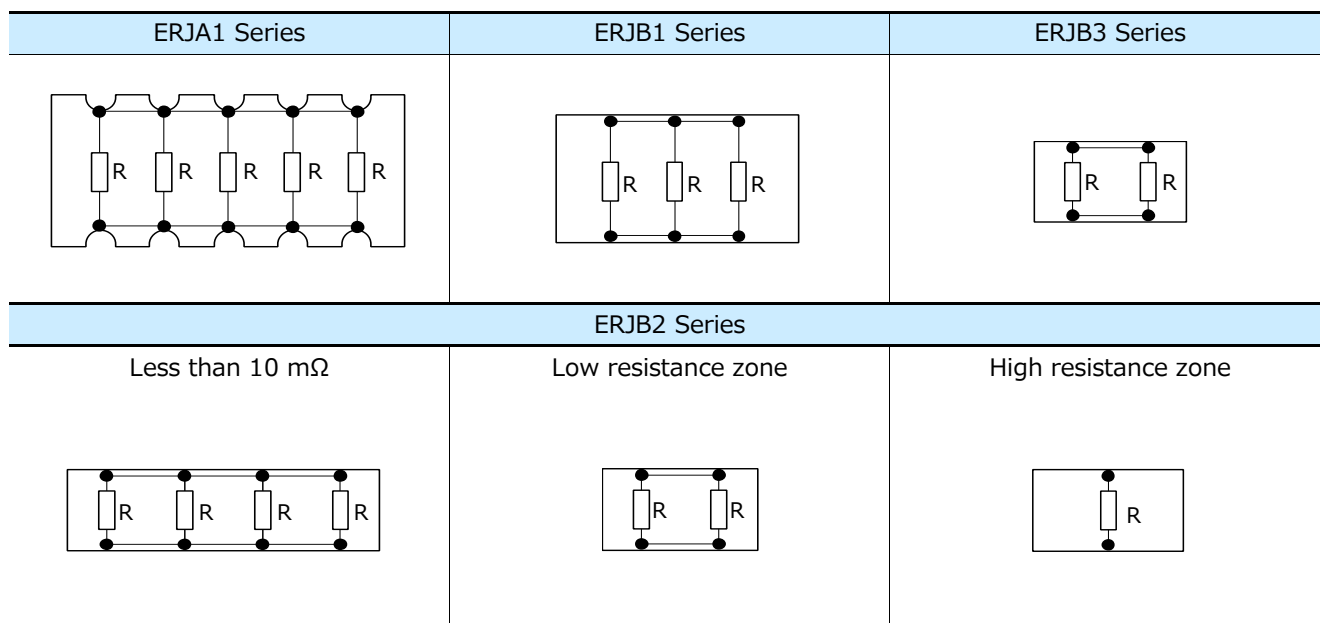 ERJA1 Series ERJB1 Series ERJB3 Series
R R R R R R R R R R
ERJB2 Series
Less than 10 mΩ Low resistance zone High resistance zone
R R R R R R R